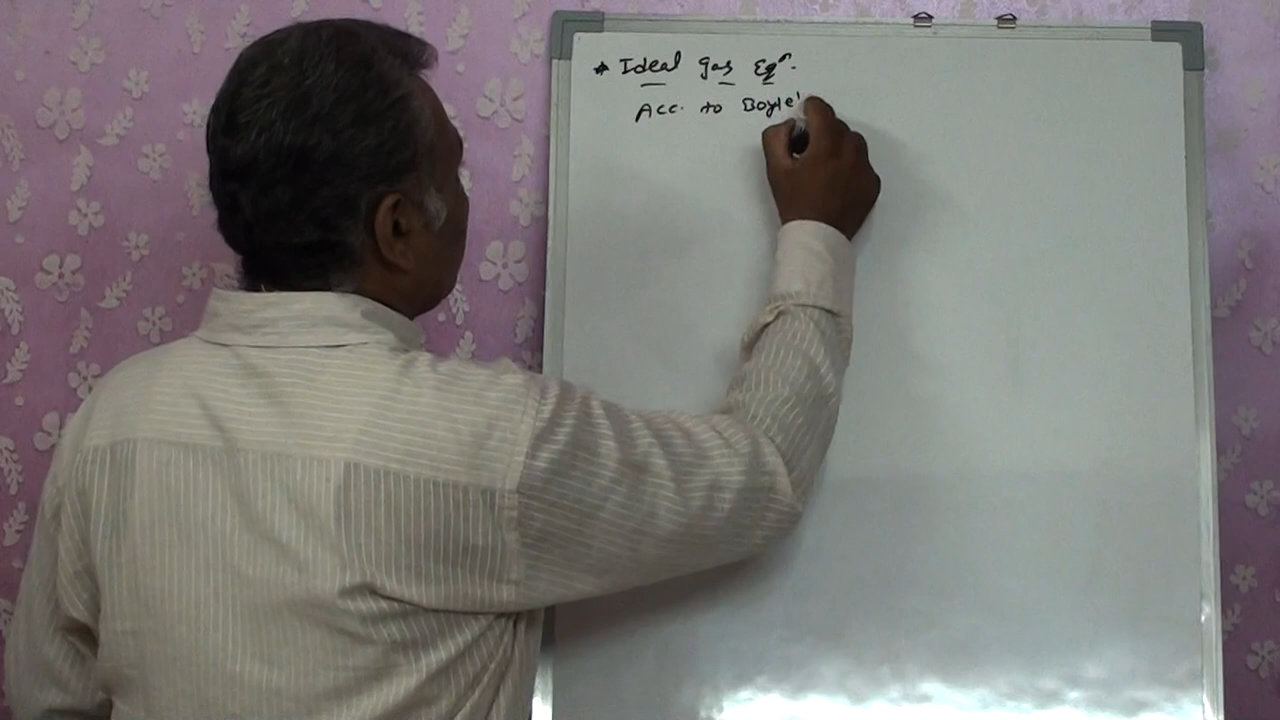 * Ideal gas Eqⁿ.
Acc. to Boyle'